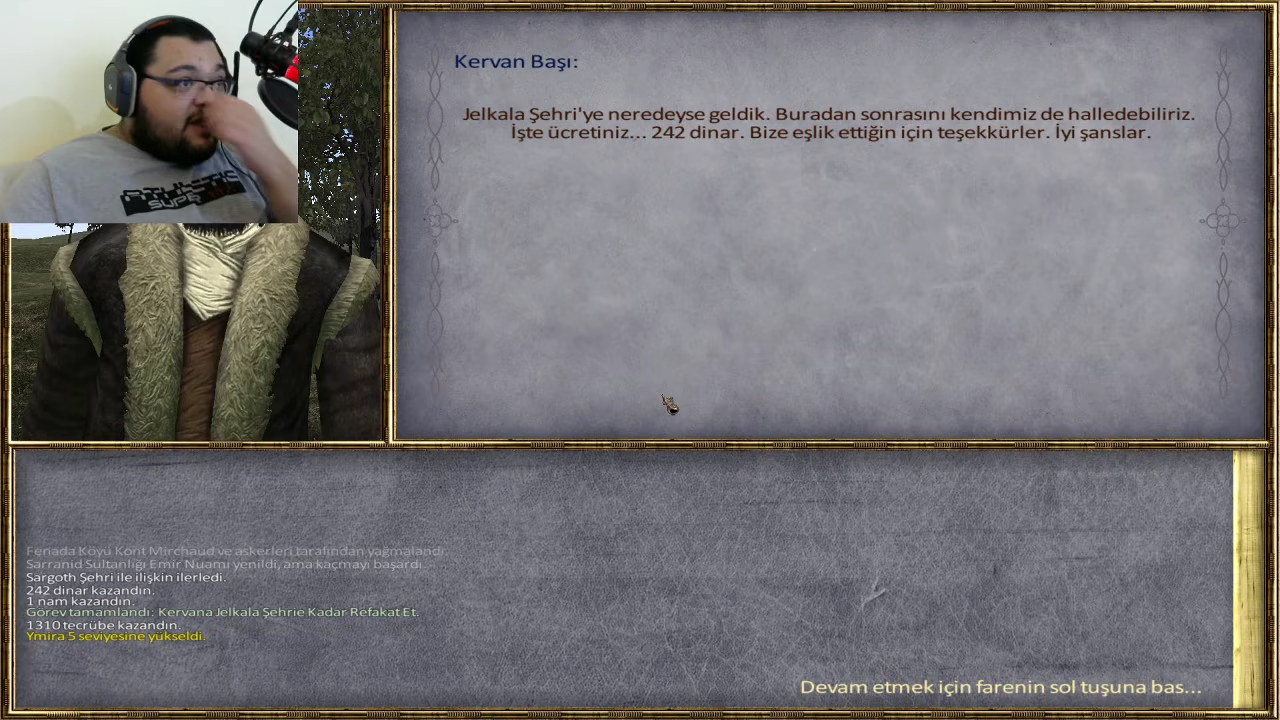 Kervan Başı:
Jelkala Şehri'ye neredeyse geldik. Buradan sonrasını kendimiz de halledebiliriz.
İşte ücretiniz... 242 dinar. Bize eşlik ettiğin için teşekkürler. İyi şanslar.
SUPER
Fenada Köyü Kont Mirchaud ve askerleri tarafından yağmalandı.
Sarranid Sultanlığı Emir Nuamı yenildi, ama kaçmayı başardı.
Sargoth Şehri ile ilişkin ilerledi.
242 dinar kazandın.
1 nam kazandın.
Görev tamamlandı: Kervana Jelkala Şehrie Kadar Refakat Et.
1310 tecrübe kazandın.
Ymira 5 seviyesine yükseldi.
Devam etmek için farenin sol tuşuna bas...